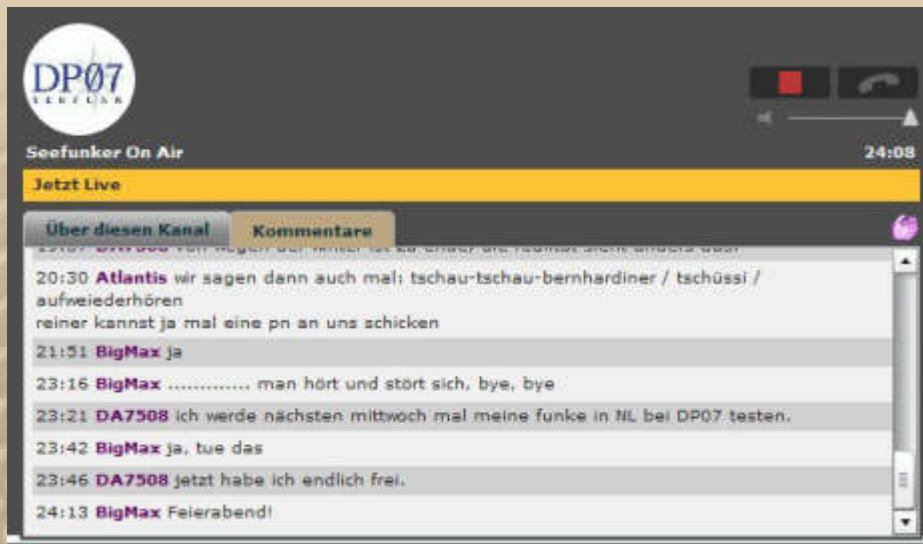 DP07
SEEFUNK
Seefunker On Air
24:08
Jetzt Live
Über diesen Kanal
Kommentare
20:30 Atlantis wir sagen dann auch mal: tschau-tschau-bernhardiner / tschüssi /
aufweiederhören
reiner kannst ja mal eine pn an uns schicken
21:51 BigMax ja
23:16 BigMax ............. man hört und stört sich, bye, bye
23:21 DA7508 ich werde nächsten mittwoch mal meine funke in NL bei DP07 testen.
23:42 BigMax ja, tue das
23:46 DA7508 jetzt habe ich endlich frei.
24:13 BigMax Feierabend!